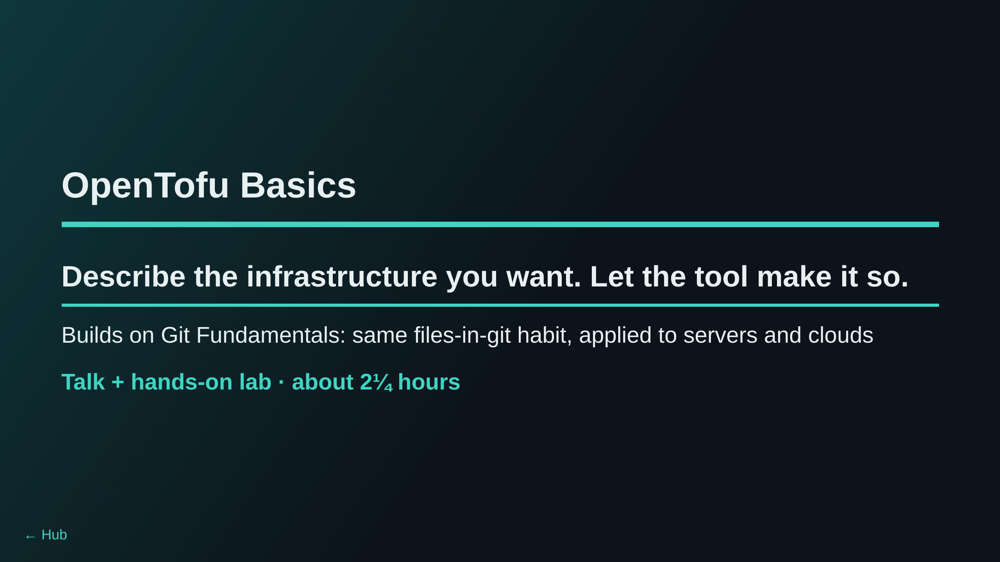 OpenTofu Basics
Describe the infrastructure you want. Let the tool make it so.
Builds on Git Fundamentals: same files-in-git habit, applied to servers and clouds
Talk + hands-on lab · about 2¼ hours
← Hub